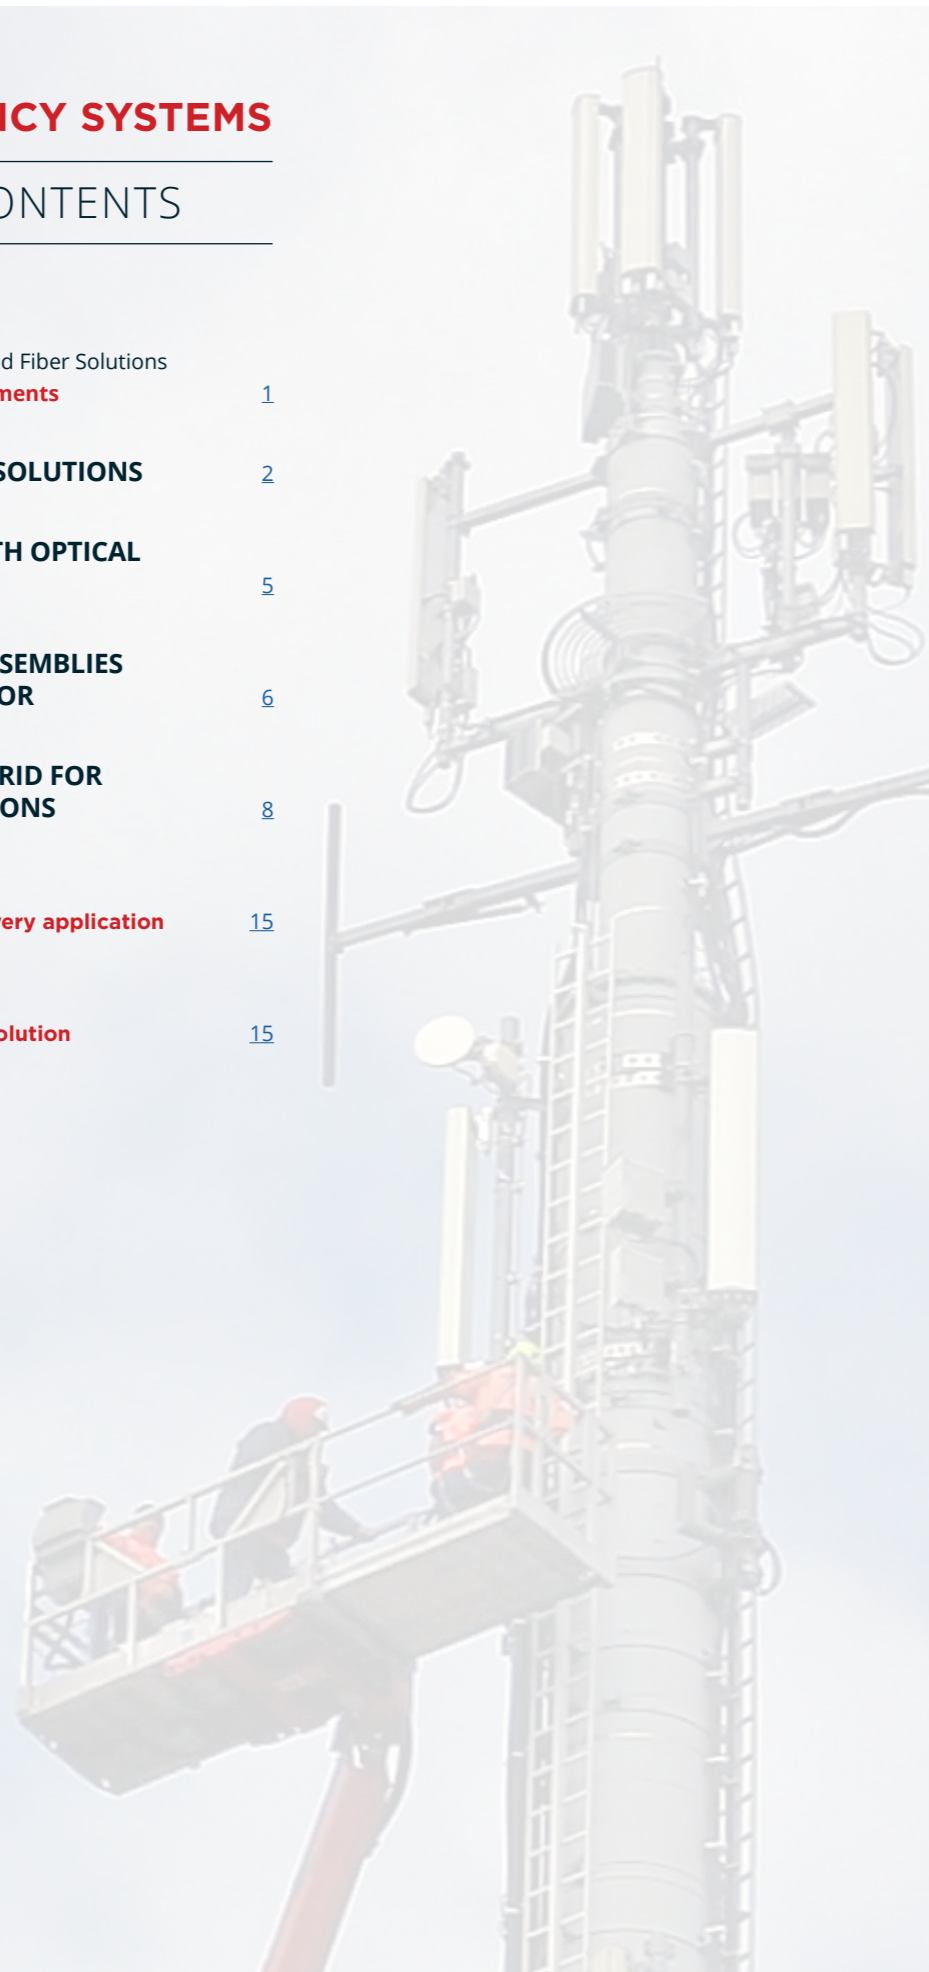 ICY SYSTEMS
ONTENTS
d Fiber Solutions
ments 1
SOLUTIONS 2
TH OPTICAL
5
SEMBLIES
OR 6
RID FOR
ONS 8
very application 15
olution 15